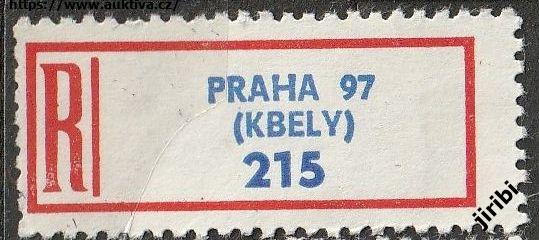 https://www.auktiva.cz/
R
PRAHA 97
(KBELY)
215
jiribi